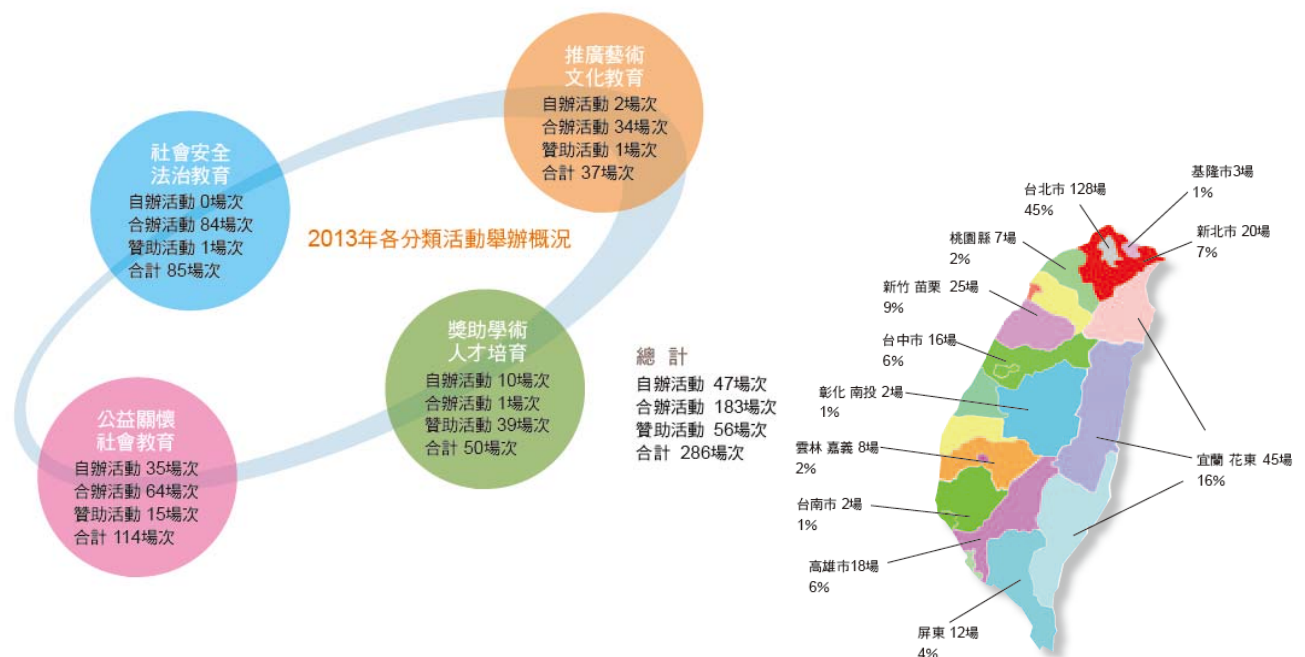 推廣藝術
文化教育
自辦活動 2場次
合辦活動 34場次
贊助活動 1場次
合計 37場次
社會安全
法治教育
自辦活動 0場次
合辦活動 84場次
贊助活動 1場次
合計 85場次
2013年各分類活動舉辦概況
獎助學術
人才培育
自辦活動 10場次
合辦活動 1場次
贊助活動 39場次
合計 50場次
公益關懷
社會教育
自辦活動 35場次
合辦活動 64場次
贊助活動 15場次
合計 114場次
總 計
自辦活動 47場次
合辦活動 183場次
贊助活動 56場次
合計 286場次
基隆市3場
1%
台北市 128場
45%
新北市 20場
7%
桃園縣 7場
2%
新竹 苗栗 25場
9%
台中市 16場
6%
彰化 南投 2場
1%
雲林 嘉義 8場
2%
宜蘭 花東 45場
16%
台南市 2場
1%
高雄市18場
6%
屏東 12場
4%